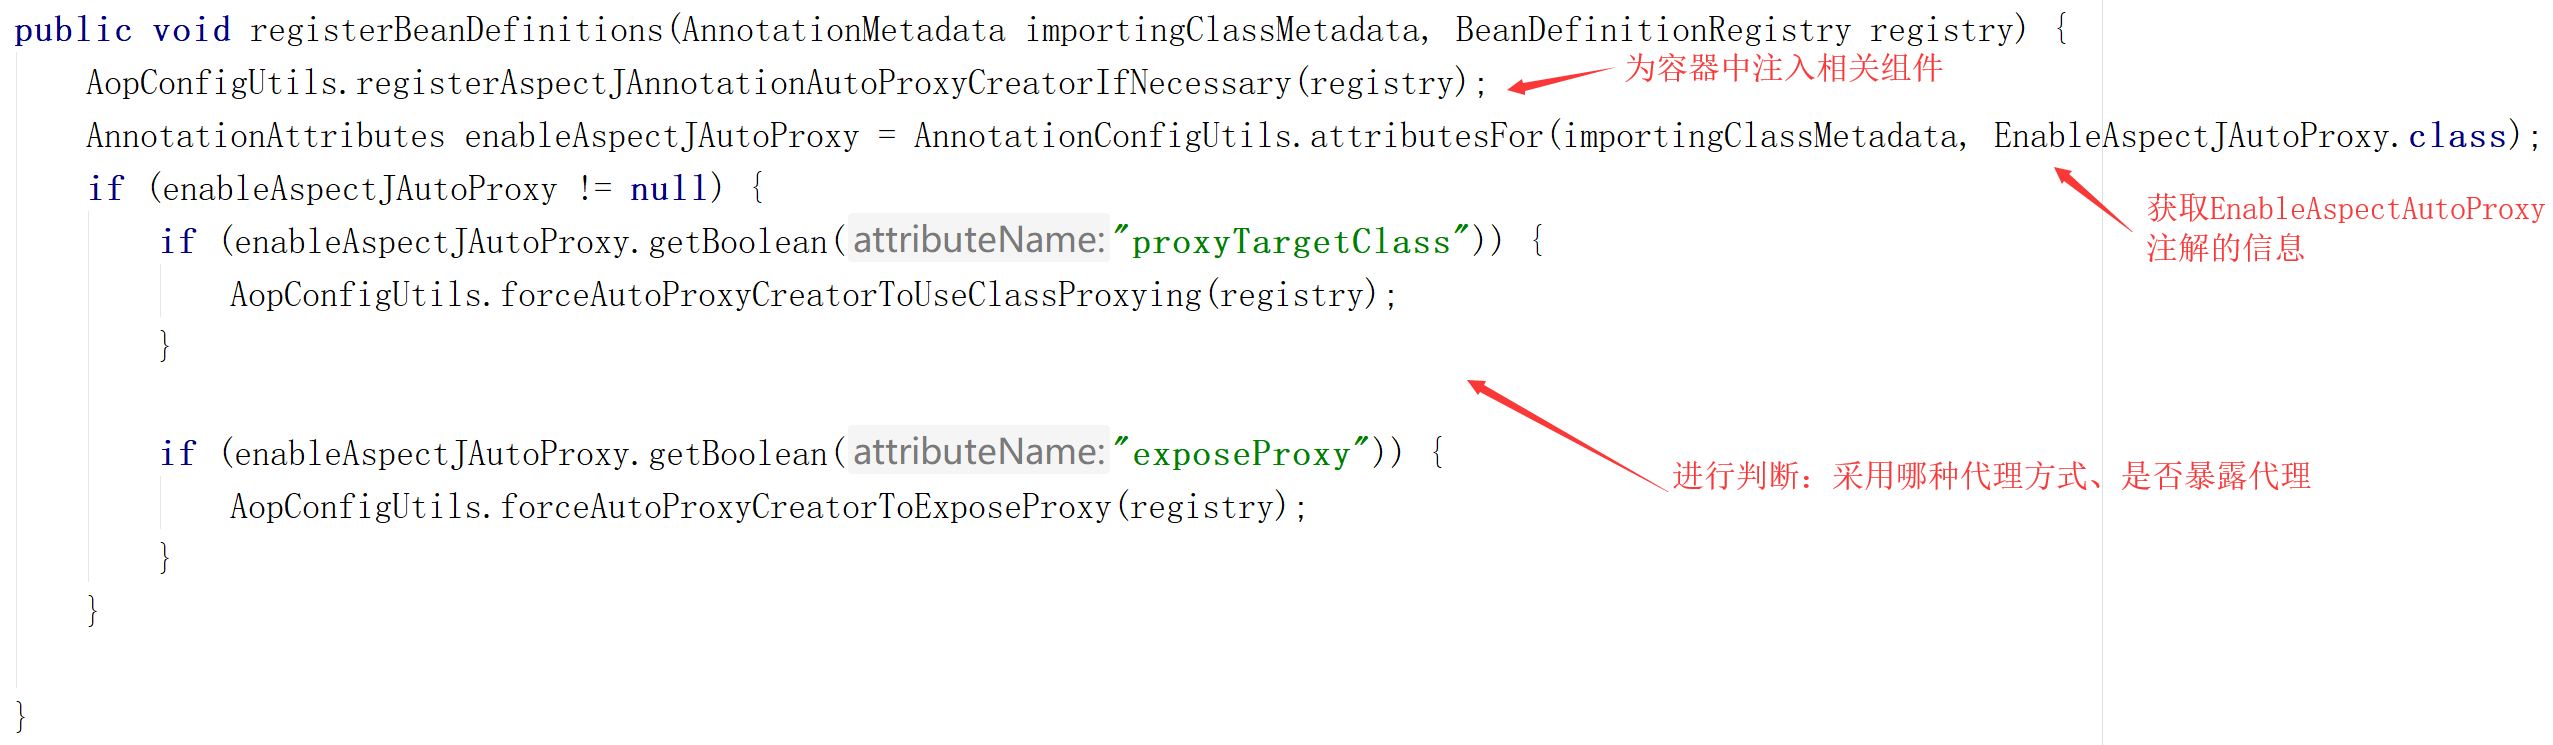 public void registerBeanDefinitions(AnnotationMetadata importingClassMetadata, BeanDefinitionRegistry registry) {
为容器中注入相关组件
AopConfigUtils.registerAspectJAnnotationAutoProxyCreatorIfNecessary(registry);
AnnotationAttributes enableAspectJAutoProxy = AnnotationConfigUtils.attributesFor(importingClassMetadata, EnableAspectJAutoProxy.class);
if (enableAspectJAutoProxy != null) {
获取EnableAspectAutoProxy
注解的信息
if (enableAspectJAutoProxy.getBoolean( attributeName: "proxyTargetClass")) {
AopConfigUtils.forceAutoProxyCreatorToUseClassProxying(registry);
}
if (enableAspectJAutoProxy.getBoolean( attributeName: "exposeProxy")) {
进行判断：采用哪种代理方式、是否暴露代理
AopConfigUtils.forceAutoProxyCreatorToExposeProxy(registry);
}
}
}